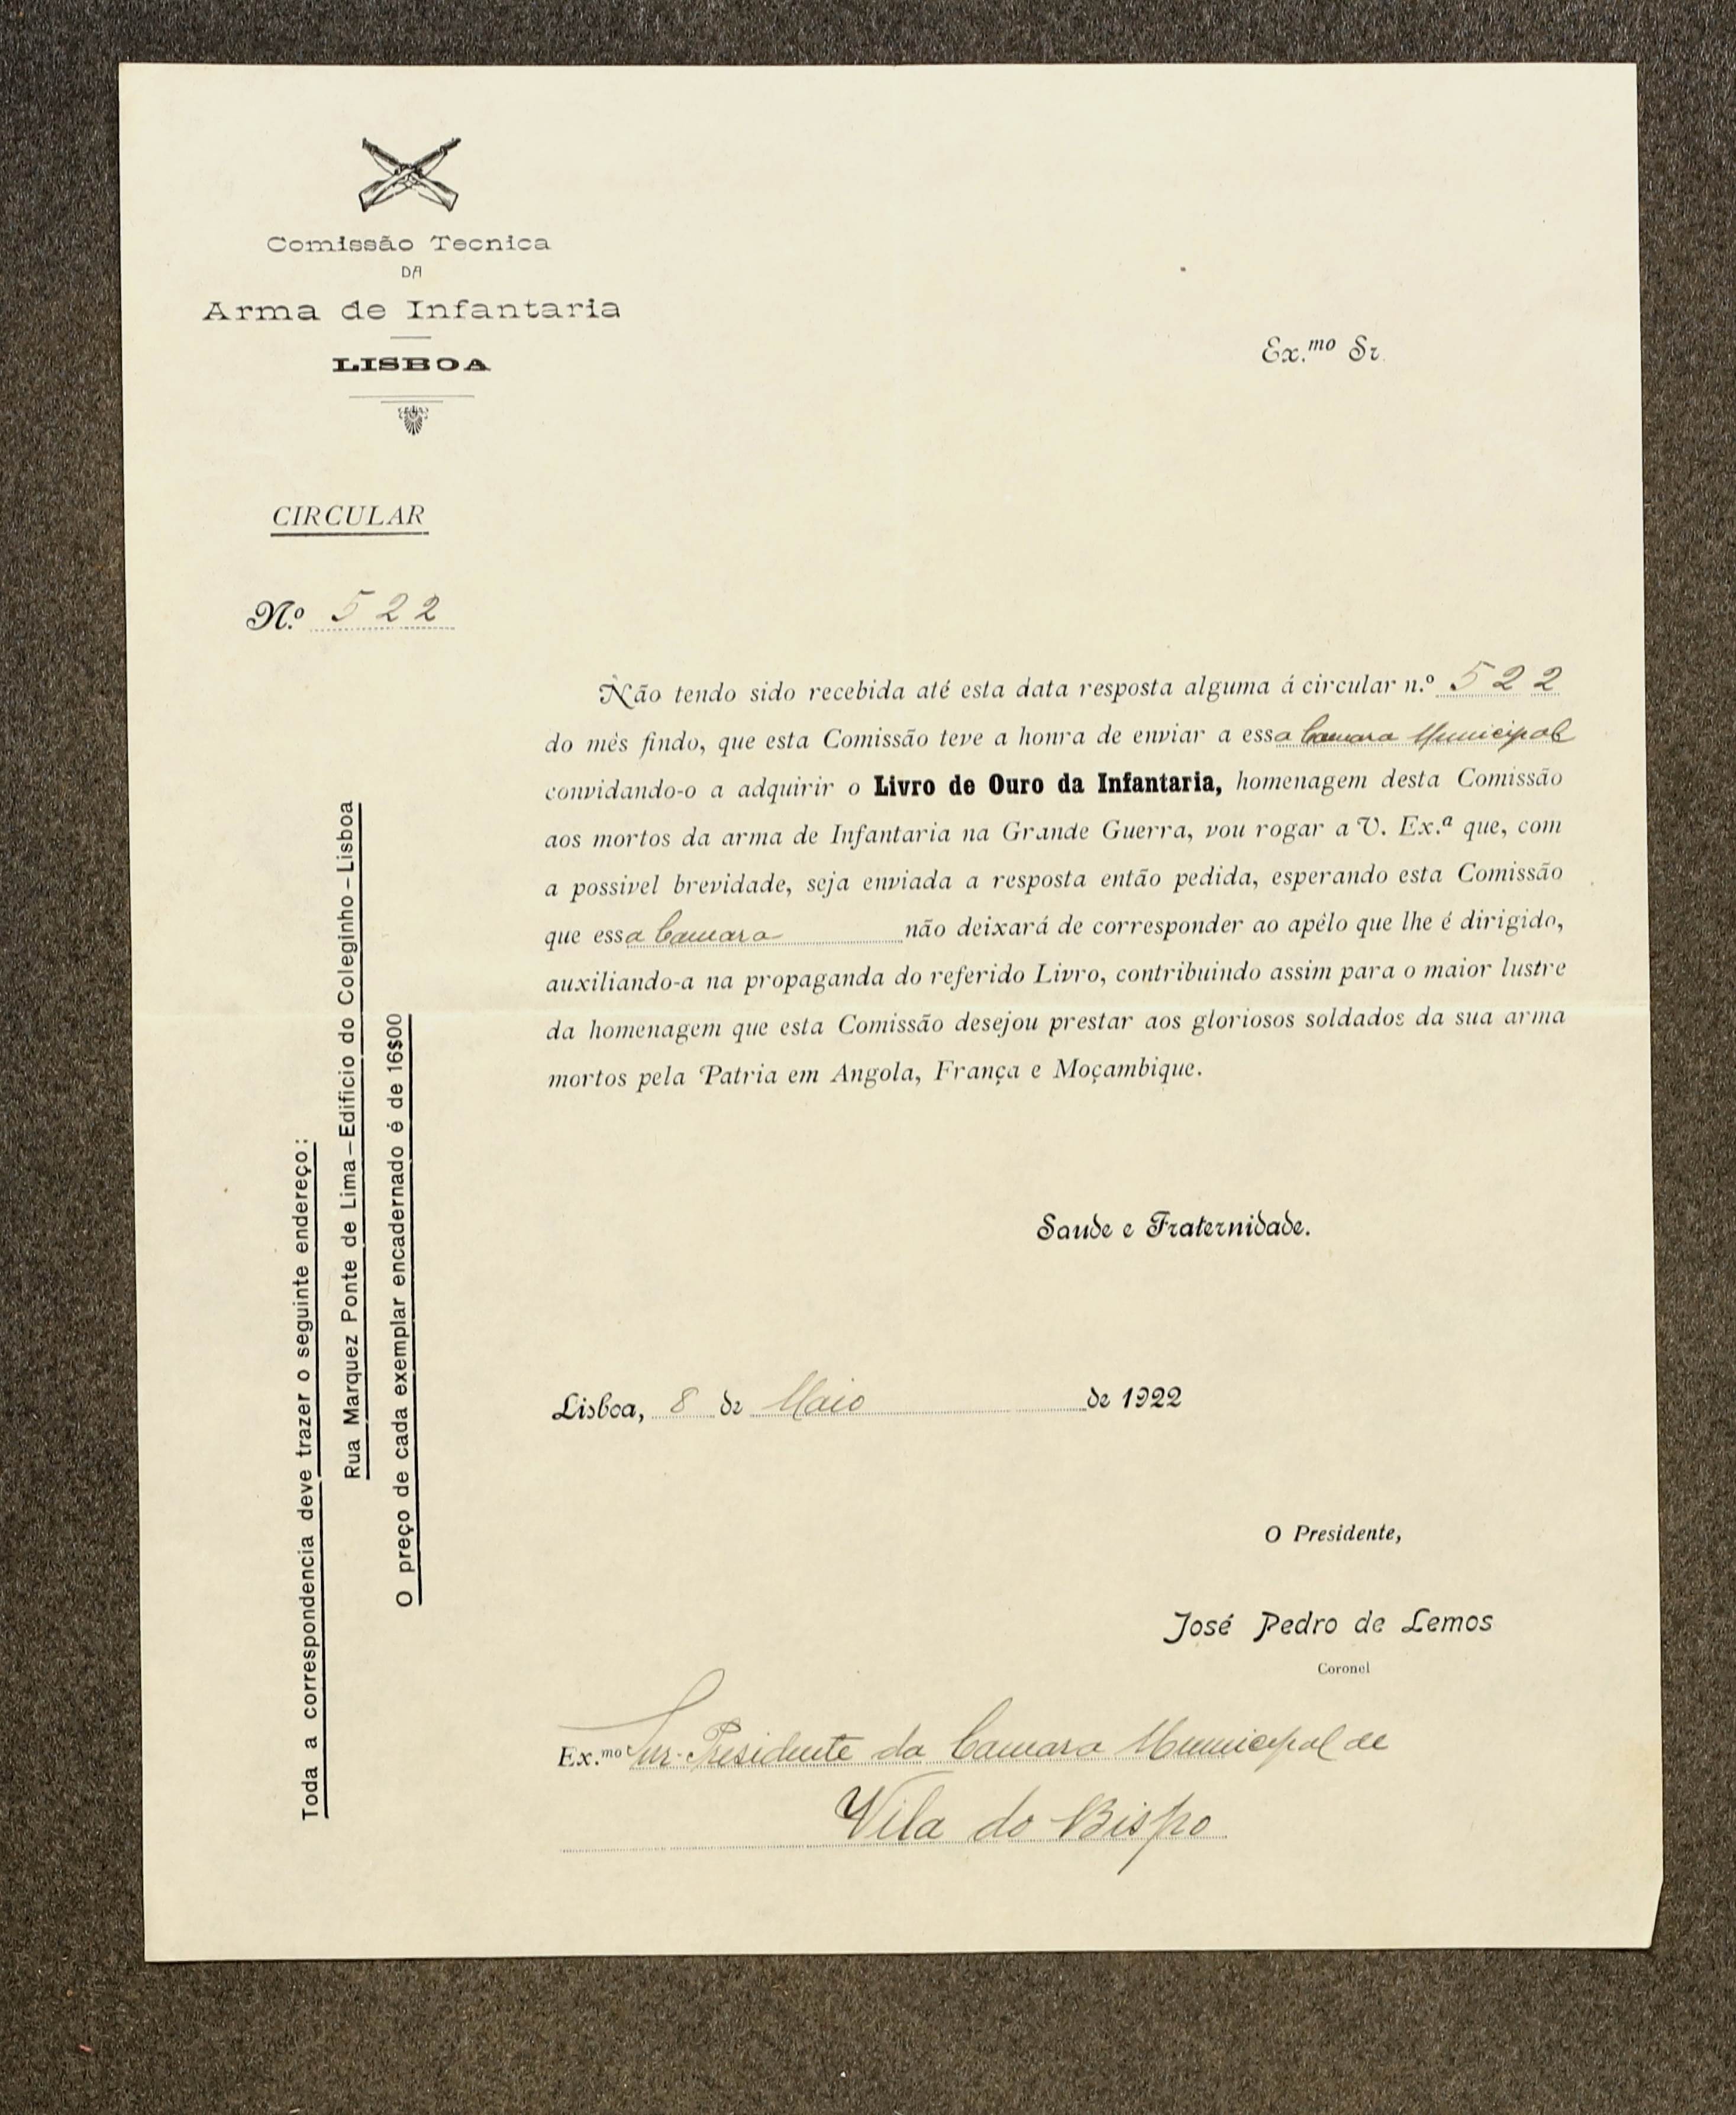 Comissão Tecnica
DA
Arma de Infantaria
LISBOA
Ex.mo Sr.
CIRCULAR
N.º 522
Não tendo sido recebida até esta data resposta alguma á circular n.º 522
do mês findo, que esta Comissão teve a honra de enviar a essa Camara Municipal
convidando-o a adquirir o Livro de Ouro da Infantaria, homenagem desta Comissão
aos mortos da arma de Infantaria na Grande Guerra, vou rogar a V. Ex.ª que, com
a possivel brevidade, seja enviada a resposta então pedida, esperando esta Comissão
que essa Camara não deixará de corresponder ao apêlo que lhe é dirigido,
auxiliando-a na propaganda do referido Livro, contribuindo assim para o maior lustre
da homenagem que esta Comissão desejou prestar aos gloriosos soldados da sua arma
mortos pela Patria em Angola, França e Moçambique.
Saude e Fraternidade.
Lisboa, 8 de Maio de 1922
O Presidente,
José Pedro de Lemos
Coronel
Ex.mo Snr. Presidente da Camara Municipal de
Vila do Bispo
Toda a correspondencia deve trazer o seguinte endereço:
Rua Marquez Ponte de Lima—Edificio do Coleginho—Lisboa
O preço de cada exemplar encadernado é de 16$00